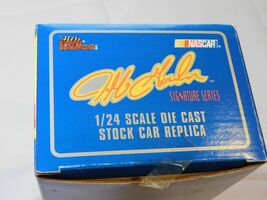 NASCAR
SIGNATURE SERIES
1/24 SCALE DIE CAST
STOCK CAR REPLICA